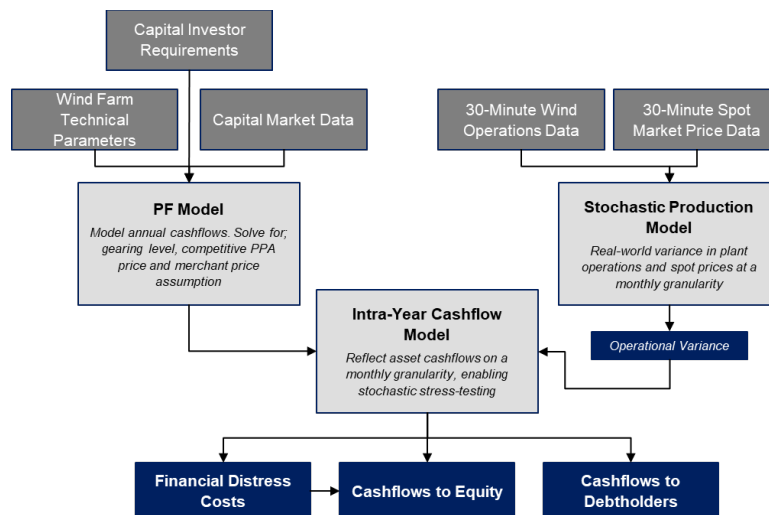 Capital Investor
Requirements
Wind Farm
Technical
Parameters
Capital Market Data
30-Minute Wind
Operations Data
30-Minute Spot
Market Price Data
PF Model
Model annual cashflows. Solve for;
gearing level, competitive PPA
price and merchant price
assumption
Stochastic Production
Model
Real-world variance in plant
operations and spot prices at a
monthly granularity
Intra-Year Cashflow
Model
Reflect asset cashflows on a
monthly granularity, enabling
stochastic stress-testing
Operational Variance
Financial Distress
Costs
Cashflows to Equity
Cashflows to
Debtholders